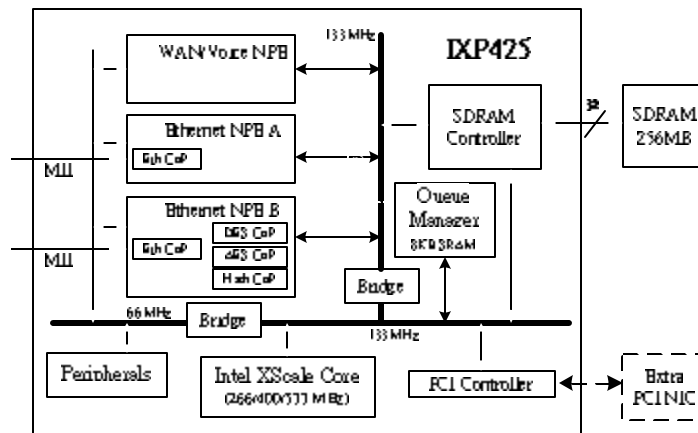 133 MHz
IXP425
WAN/Voice NPE
SDRAM
Controller
32
SDRAM
256MB
Ethernet NPE A
Eth CoP
MII
Queue
Manager
8KB SRAM
Ethernet NPE B
Eth CoP
DES CoP
AES CoP
Hash CoP
MII
Bridge
66 MHz
Bridge
133 MHz
Peripherals
Intel XScale Core
(266/400/533 MHz)
PCI Controller
Extra
PCI NIC